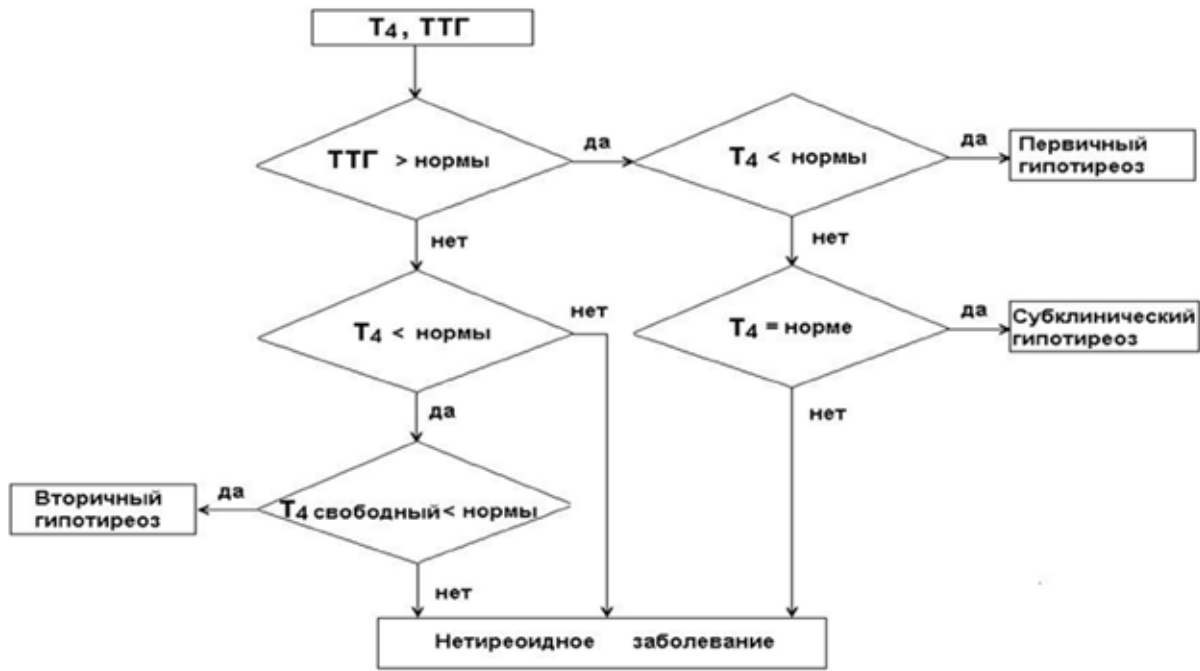 Т4, ТТГ
ТТГ > нормы
да
Т4 < нормы
да
Первичный
гипотиреоз
нет
нет
Т4 < нормы
нет
Т4 = норме
да
Субклинический
гипотиреоз
да
нет
Вторичный
гипотиреоз
да
Т4 свободный < нормы
нет
Нетиреоидное заболевание